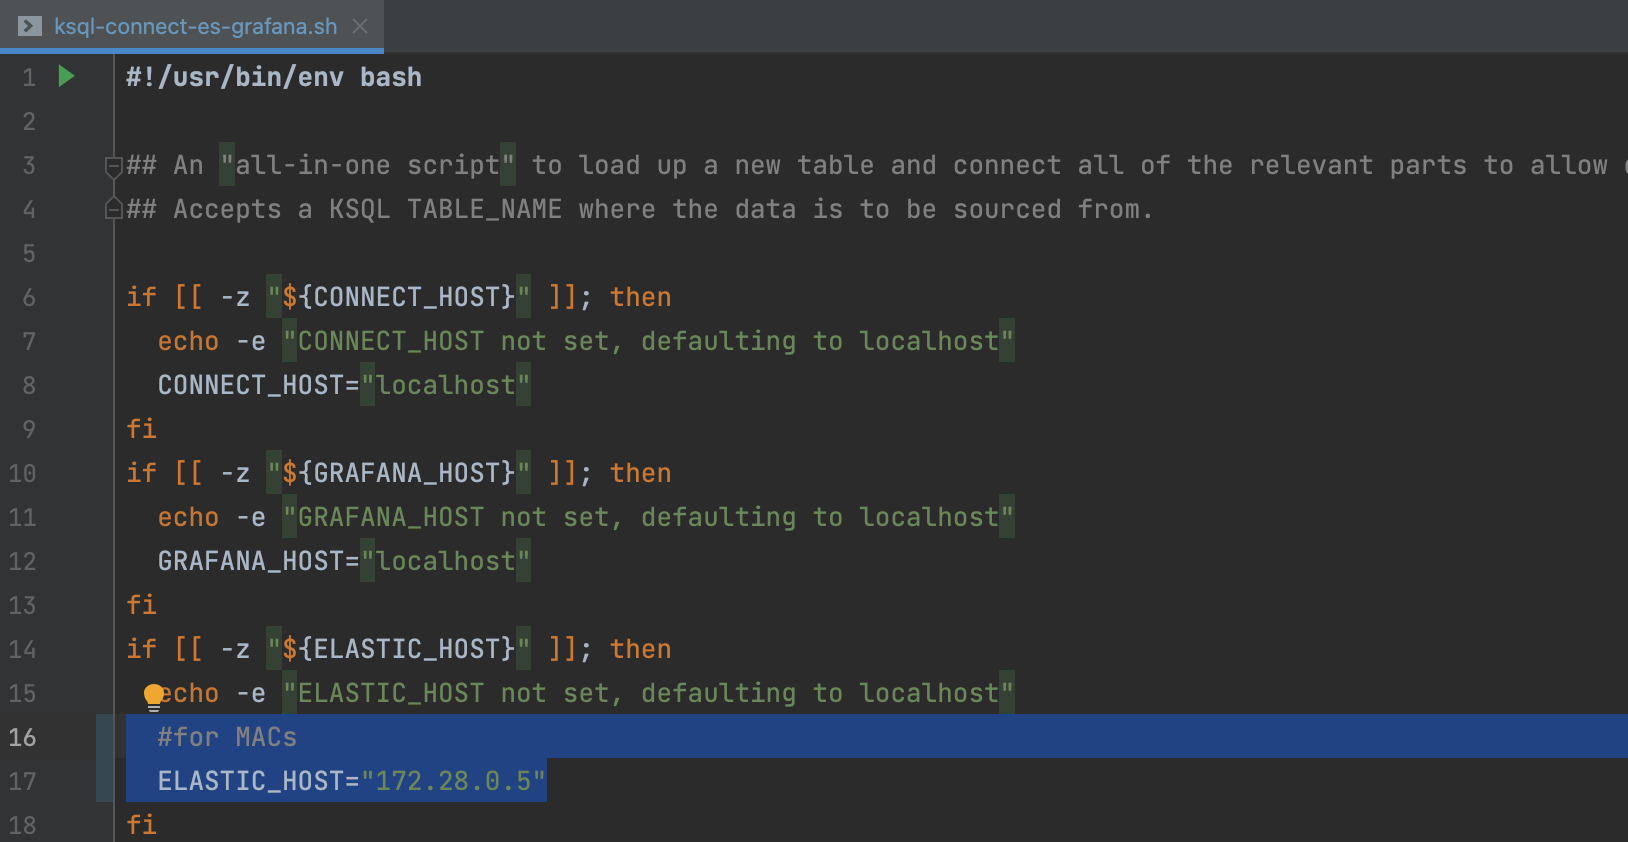 ksql-connect-es-grafana.sh
1 #!/usr/bin/env bash
2
3 ## An "all-in-one script" to load up a new table and connect all of the relevant parts to allow
4 ## Accepts a KSQL TABLE_NAME where the data is to be sourced from.
5
6 if [[ -z "${CONNECT_HOST}" ]]; then
7 echo -e "CONNECT_HOST not set, defaulting to localhost"
8 CONNECT_HOST="localhost"
9 fi
10 if [[ -z "${GRAFANA_HOST}" ]]; then
11 echo -e "GRAFANA_HOST not set, defaulting to localhost"
12 GRAFANA_HOST="localhost"
13 fi
14 if [[ -z "${ELASTIC_HOST}" ]]; then
15 echo -e "ELASTIC_HOST not set, defaulting to localhost"
16 #for MACs
17 ELASTIC_HOST="172.28.0.5"
18 fi